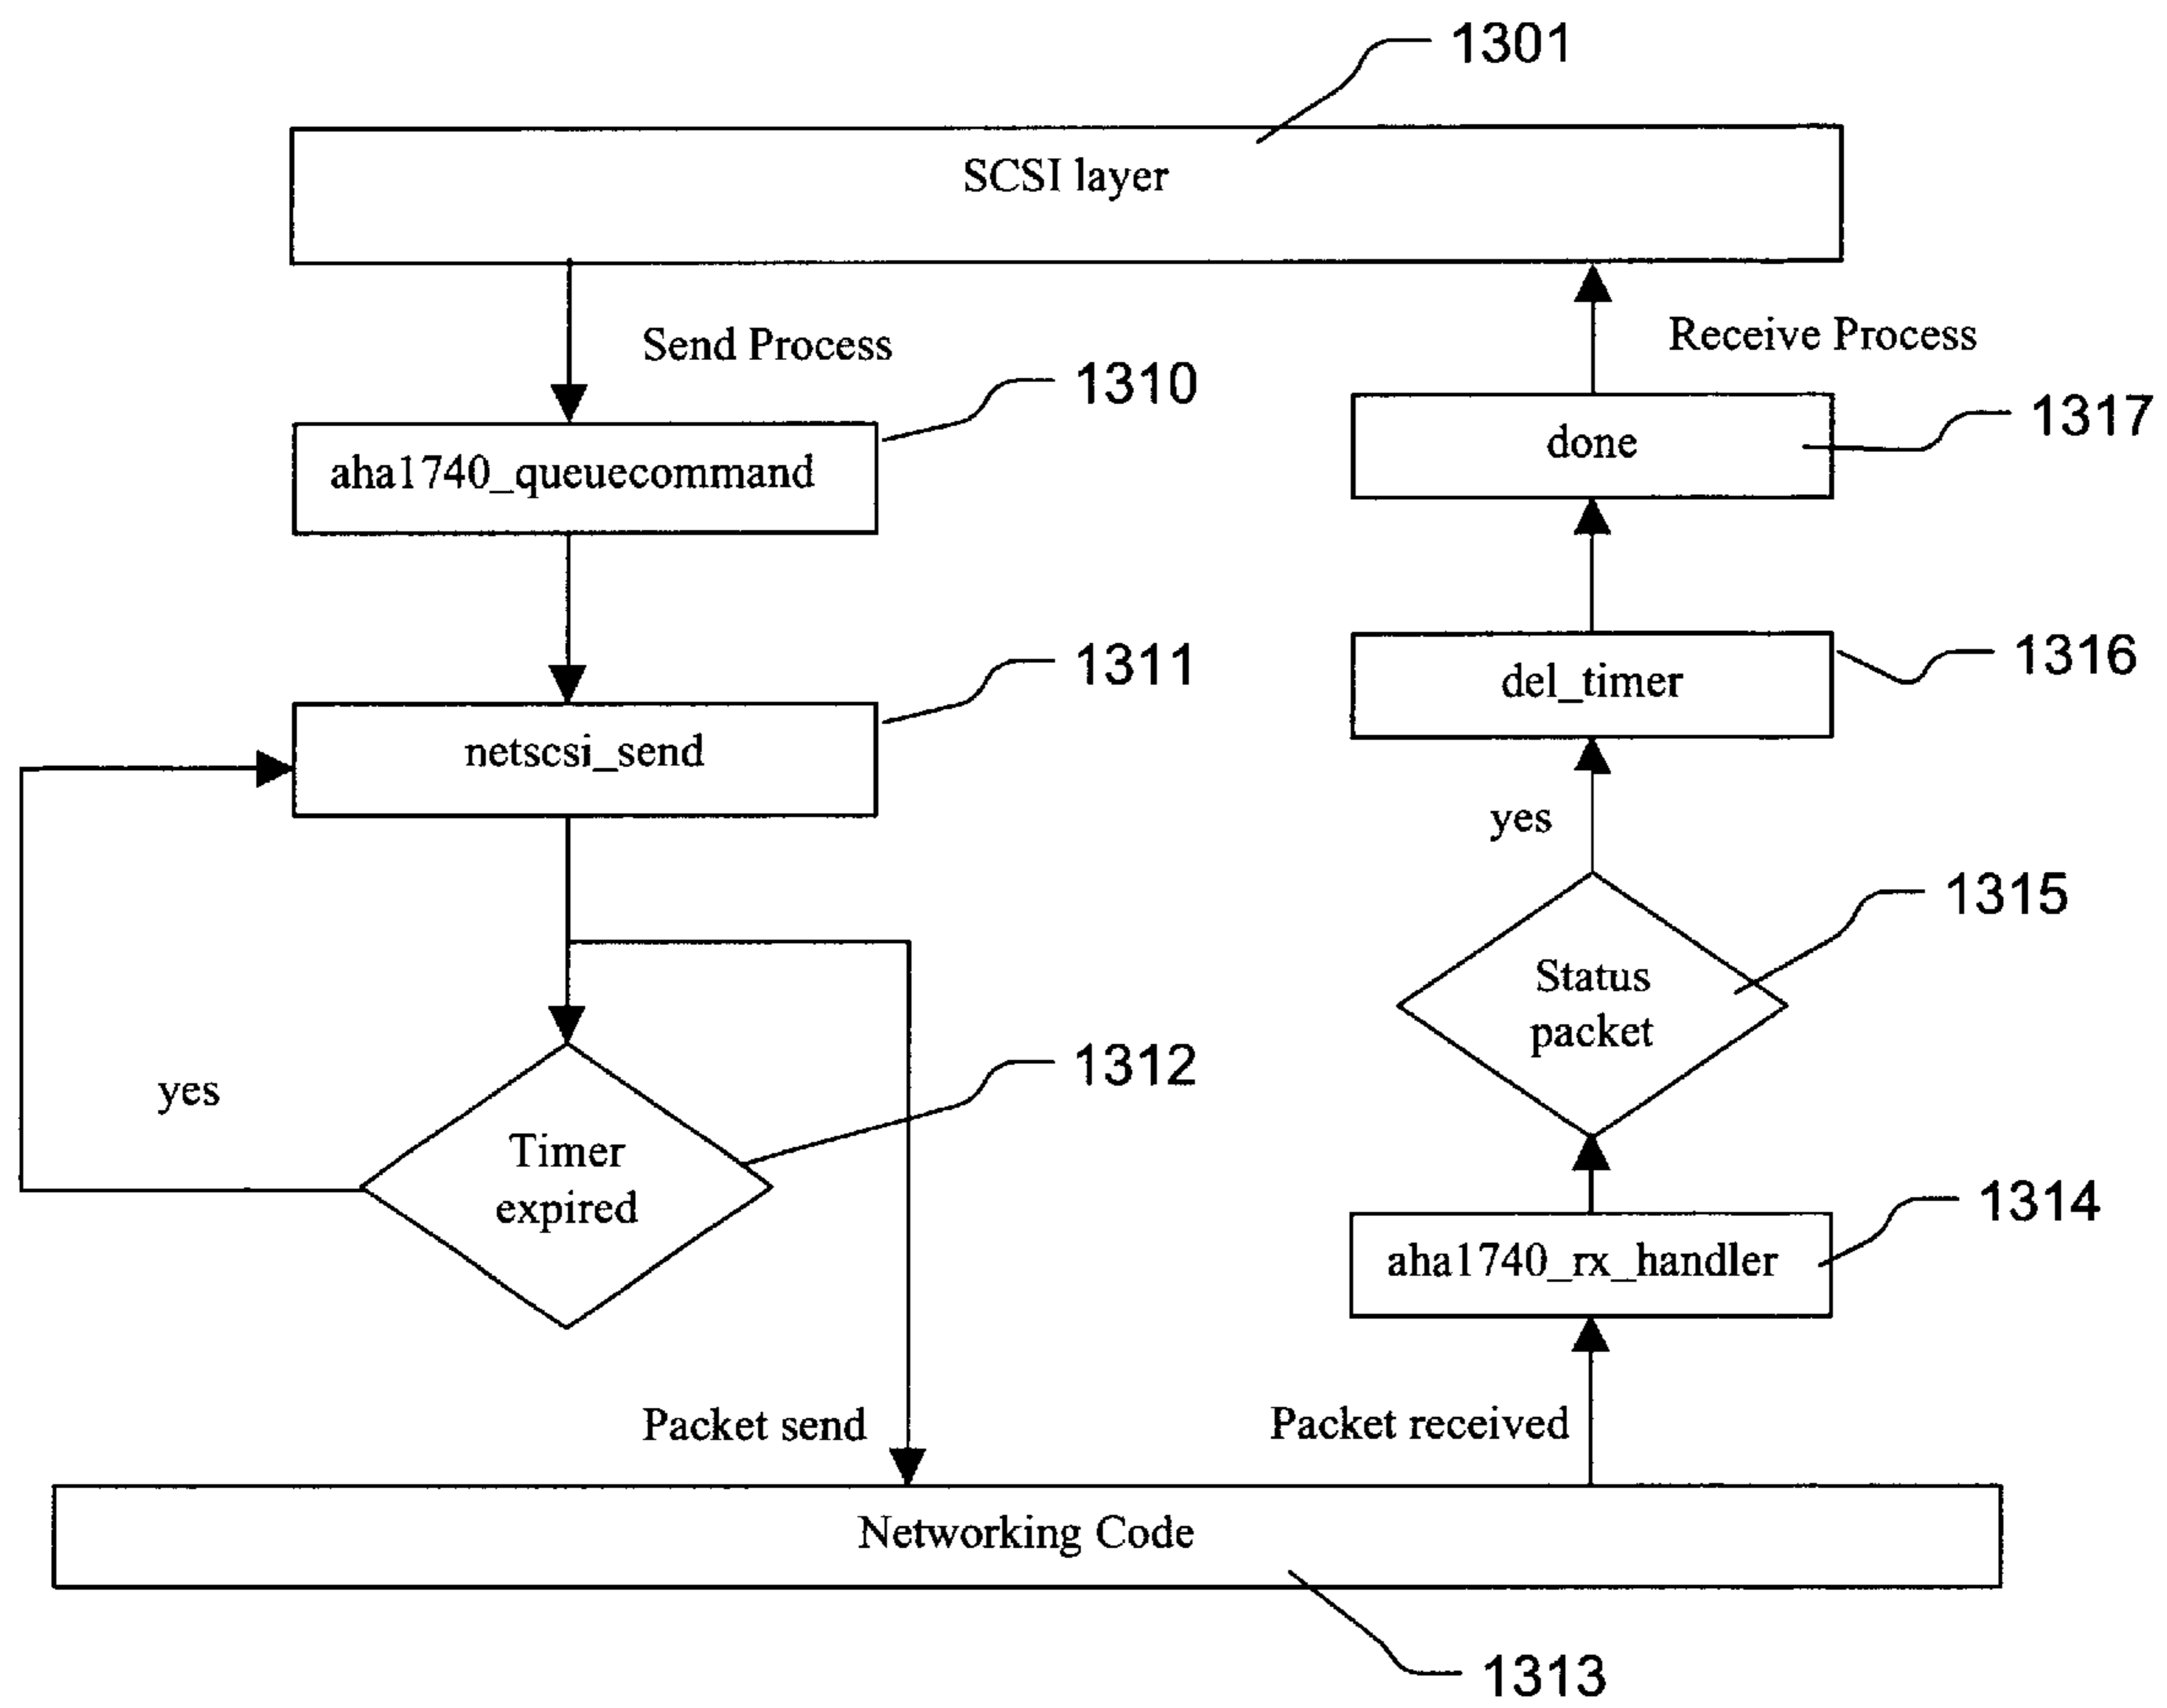 1301
SCSI layer
Send Process
Receive Process
1310
1317
aha1740_queuecommand
done
1311
1316
netscsi_send
del_timer
yes
1315
Status
packet
1312
yes
Timer
expired
1314
aha1740_rx_handler
Packet send
Packet received
Networking Code
1313